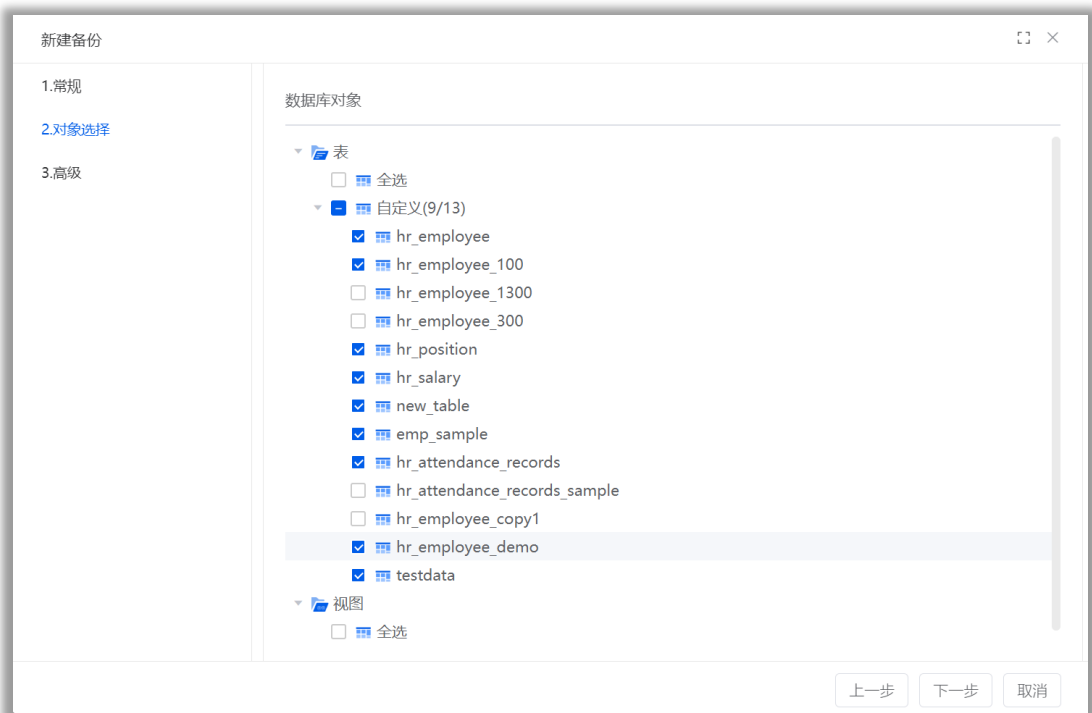 新建备份
1.常规
2.对象选择
3.高级
数据库对象
表
全选
自定义(9/13)
hr_employee
hr_employee_100
hr_employee_1300
hr_employee_300
hr_position
hr_salary
new_table
emp_sample
hr_attendance_records
hr_attendance_records_sample
hr_employee_copy1
hr_employee_demo
testdata
视图
全选
上一步 下一步 取消